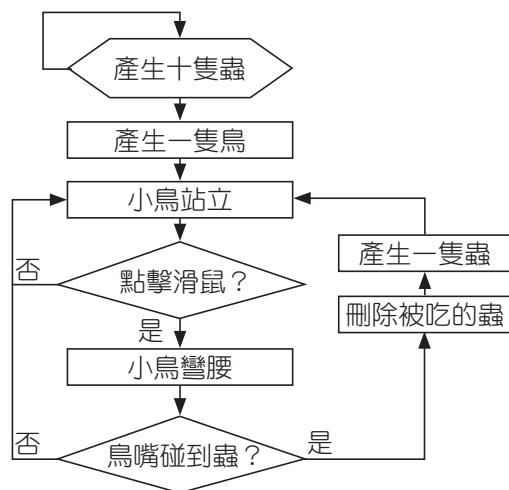 產生十隻蟲
產生一隻鳥
小鳥站立
否
點擊滑鼠？
產生一隻蟲
刪除被吃的蟲
是
小鳥彎腰
否
鳥嘴碰到蟲？
是